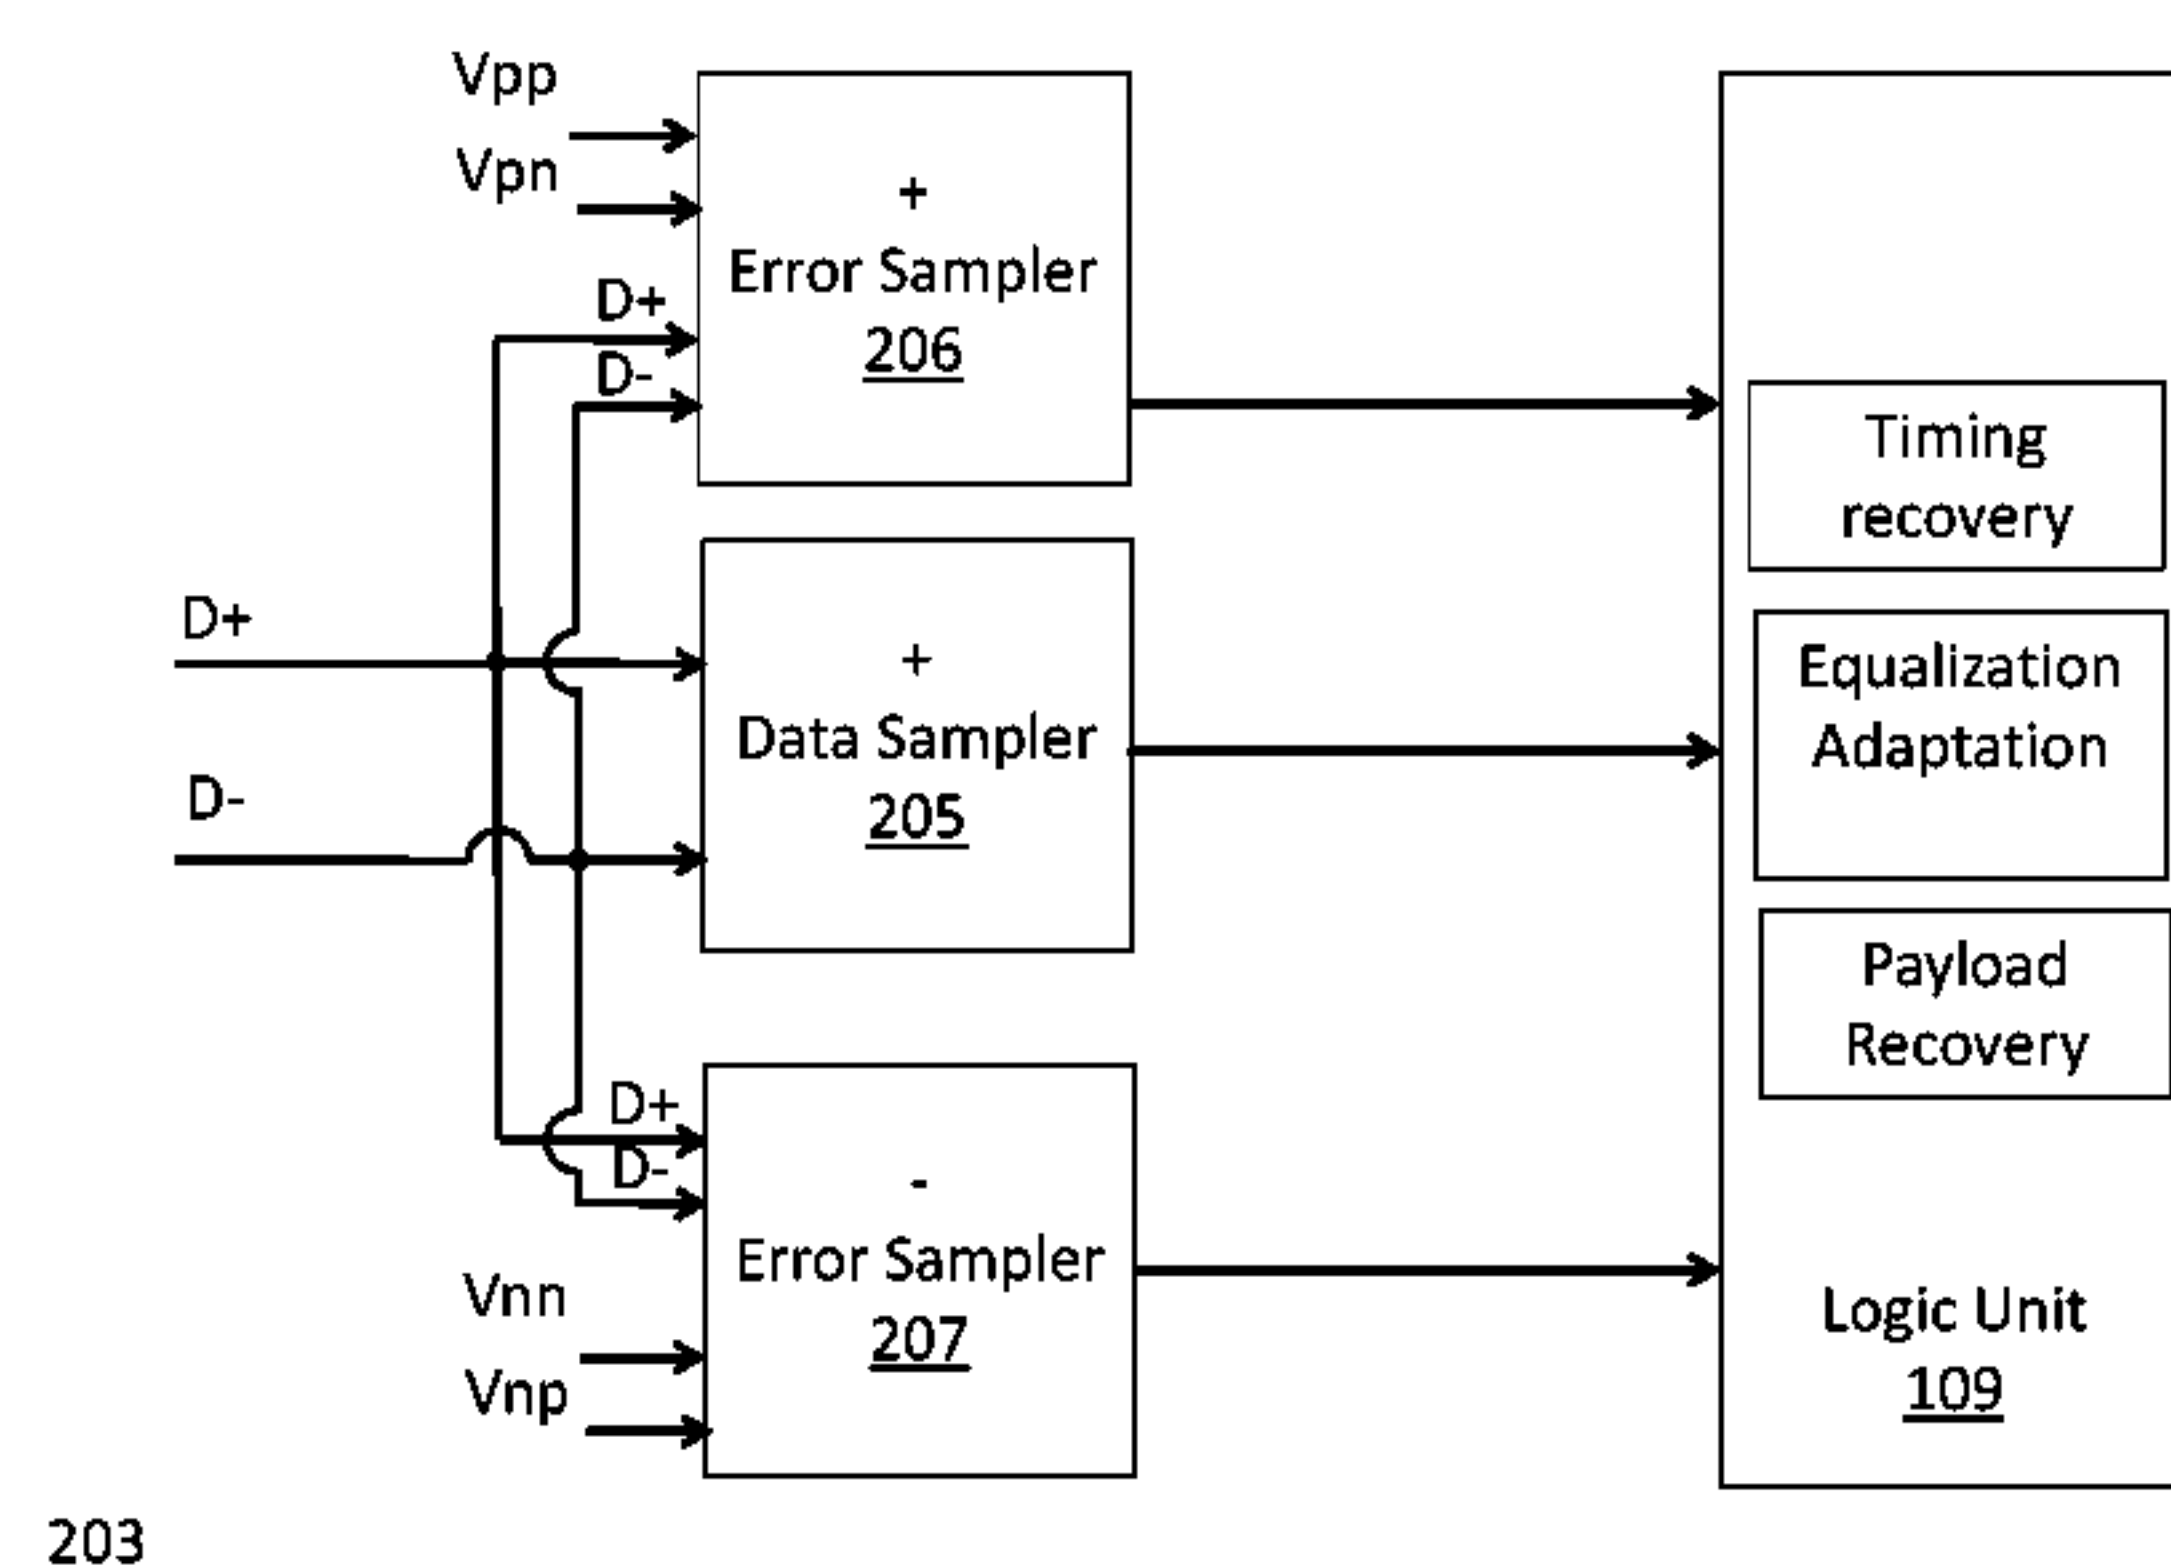 Vpp
Vpn
D+
D-
+
Error Sampler
206
Timing
recovery
D+
D-
+
Data Sampler
205
Equalization
Adaptation
Payload
Recovery
D+
D-
-
Error Sampler
207
Vnn
Vnp
Logic Unit
109
203